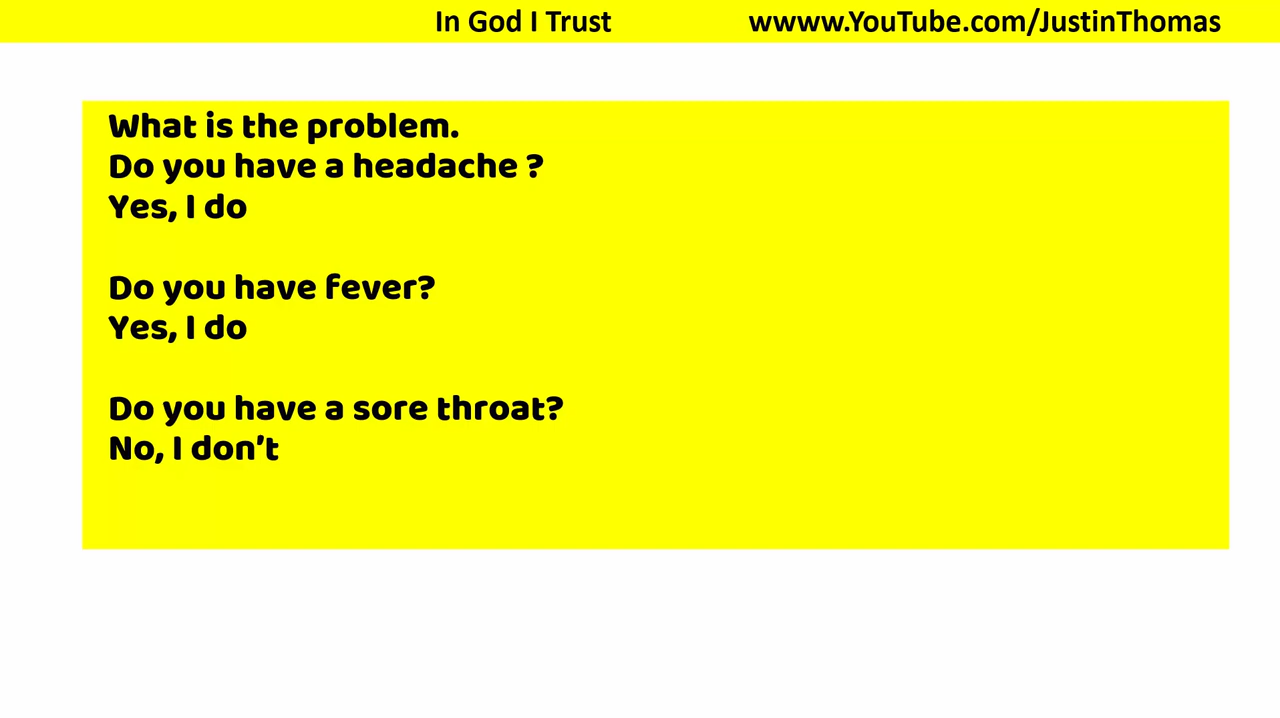 In God I Trust
wwww.YouTube.com/JustinThomas
What is the problem.
Do you have a headache ?
Yes, I do
Do you have fever?
Yes, I do
Do you have a sore throat?
No, I don’t